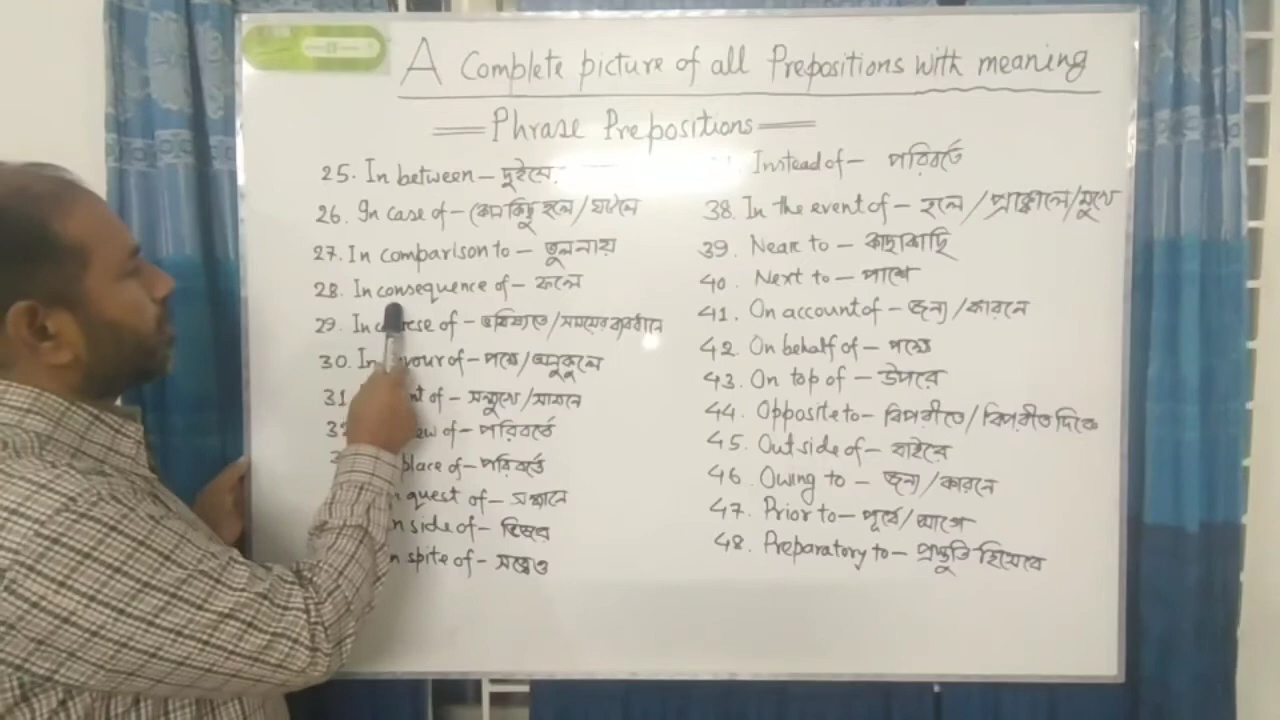 A Complete picture of all Prepositions with meaning
Phrase Prepositions
25. In between – দুইয়ে.
26. In case of – কোন কিছু হলে / ঘটলে
27. In comparison to – তুলনায়
28. In consequence of – ফলে
29. In of – ভবিষ্যতে / সময়ের ব্যবধানে
30. In vour of – পক্ষে / অনুকূলে
31 t of – সম্মুখে / সামনে
3 ew of – পরিবর্তে
place of – পরিবর্তে
quest of – সন্ধানে
nside of – ভিতরে
n spite of – সত্ত্বেও
Instead of – পরিবর্তে
38. In the event of – হলে / প্রাক্কালে / মুখে
39. Near to – কাছাকাছি
40. Next to – পাশে
41. On account of – জন্য / কারনে
42. On behalf of – পক্ষে
43. On top of – উপরে
44. Opposite to – বিপরীতে / বিপরীত দিকে
45. Outside of – বাইরে
46. Owing to – জন্য / কারনে
47. Prior to – পূর্বে / আগে
48. Preparatory to – প্রস্তুতি হিসেবে